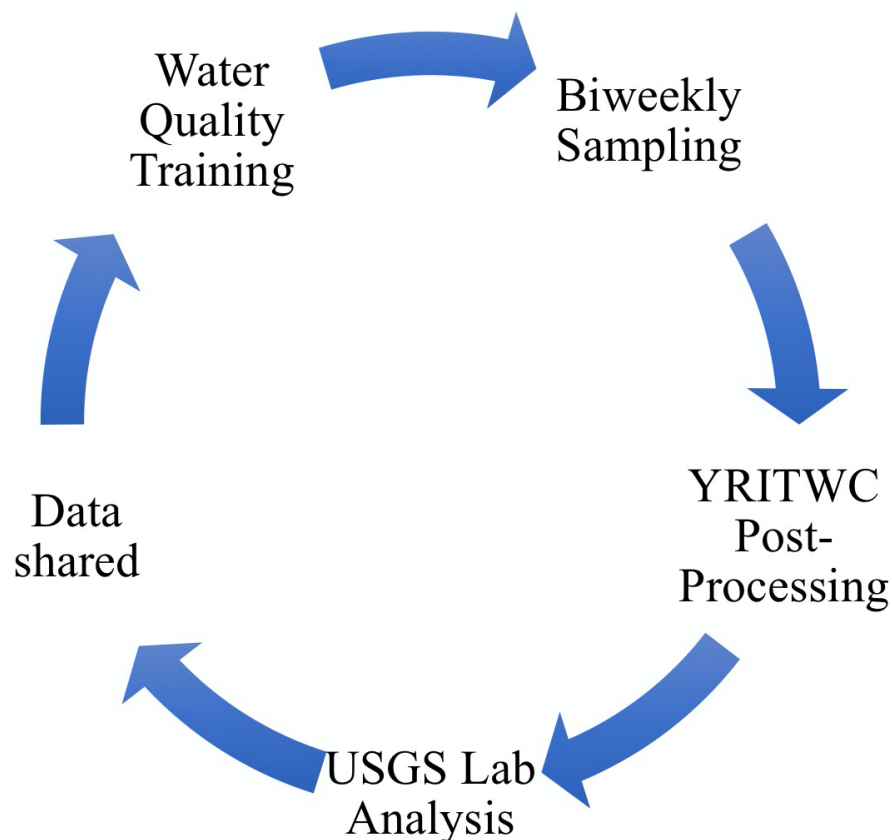 Water
Quality
Training
Biweekly
Sampling
YRITWC
Post-
Processing
USGS Lab
Analysis
Data
shared